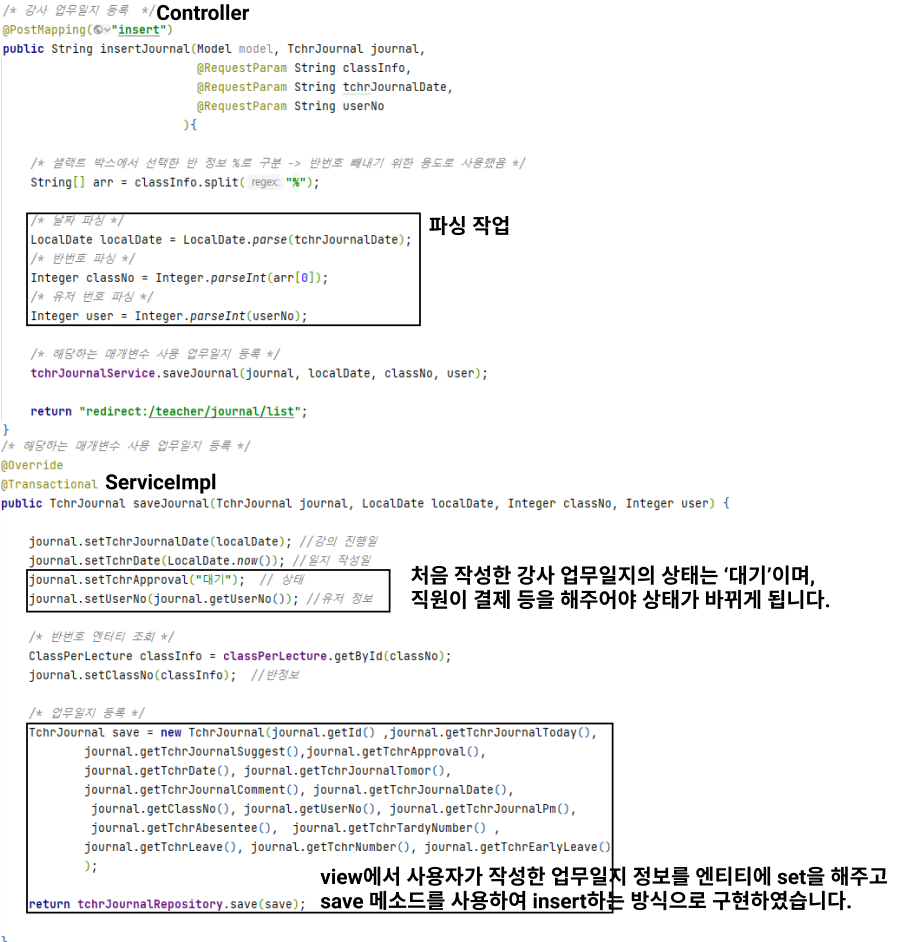 /* 강사 업무일지 등록 */ Controller
@PostMapping("insert")
public String insertJournal(Model model, TchrJournal journal,
@RequestParam String classInfo,
@RequestParam String tchrJournalDate,
@RequestParam String userNo
){
/* 샐랙트 박스에서 선택한 반 정보 %로 구분 -> 반번호 빼내기 위한 용도로 사용했음 */
String[] arr = classInfo.split( regex: "%");
/* 날짜 파싱 */
파싱 작업
LocalDate localDate = LocalDate.parse(tchrJournalDate);
/* 반번호 파싱 */
Integer classNo = Integer.parseInt(arr[0]);
/* 유저 번호 파싱 */
Integer user = Integer.parseInt(userNo);
/* 해당하는 매개변수 사용 업무일지 등록 */
tchrJournalService.saveJournal(journal, localDate, classNo, user);
return "redirect:/teacher/journal/list";
}
/* 해당하는 매개변수 사용 업무일지 등록 */
@Override
@Transactional ServiceImpl
public TchrJournal saveJournal(TchrJournal journal, LocalDate localDate, Integer classNo, Integer user) {
journal.setTchrJournalDate(localDate); //강의 진행일
journal.setTchrDate(LocalDate.now()); //일지 작성일
journal.setTchrApproval("대기"); // 상태
journal.setUserNo(journal.getUserNo()); //유저 정보
처음 작성한 강사 업무일지의 상태는 ‘대기’이며,
직원이 결제 등을 해주어야 상태가 바뀌게 됩니다.
/* 반번호 엔터티 조회 */
ClassPerLecture classInfo = classPerLecture.getById(classNo);
journal.setClassNo(classInfo); //반정보
/* 업무일지 등록 */
TchrJournal save = new TchrJournal(journal.getId() ,journal.getTchrJournalToday(),
journal.getTchrJournalSuggest(),journal.getTchrApproval(),
journal.getTchrDate(), journal.getTchrJournalTomor(),
journal.getTchrJournalComment(), journal.getTchrJournalDate(),
journal.getClassNo(), journal.getUserNo(), journal.getTchrJournalPm(),
journal.getTchrAbesentee(), journal.getTchrTardyNumber() ,
journal.getTchrLeave(), journal.getTchrNumber(), journal.getTchrEarlyLeave()
);
view에서 사용자가 작성한 업무일지 정보를 엔티티에 set을 해주고
save 메소드를 사용하여 insert하는 방식으로 구현하였습니다.
return tchrJournalRepository.save(save);
}